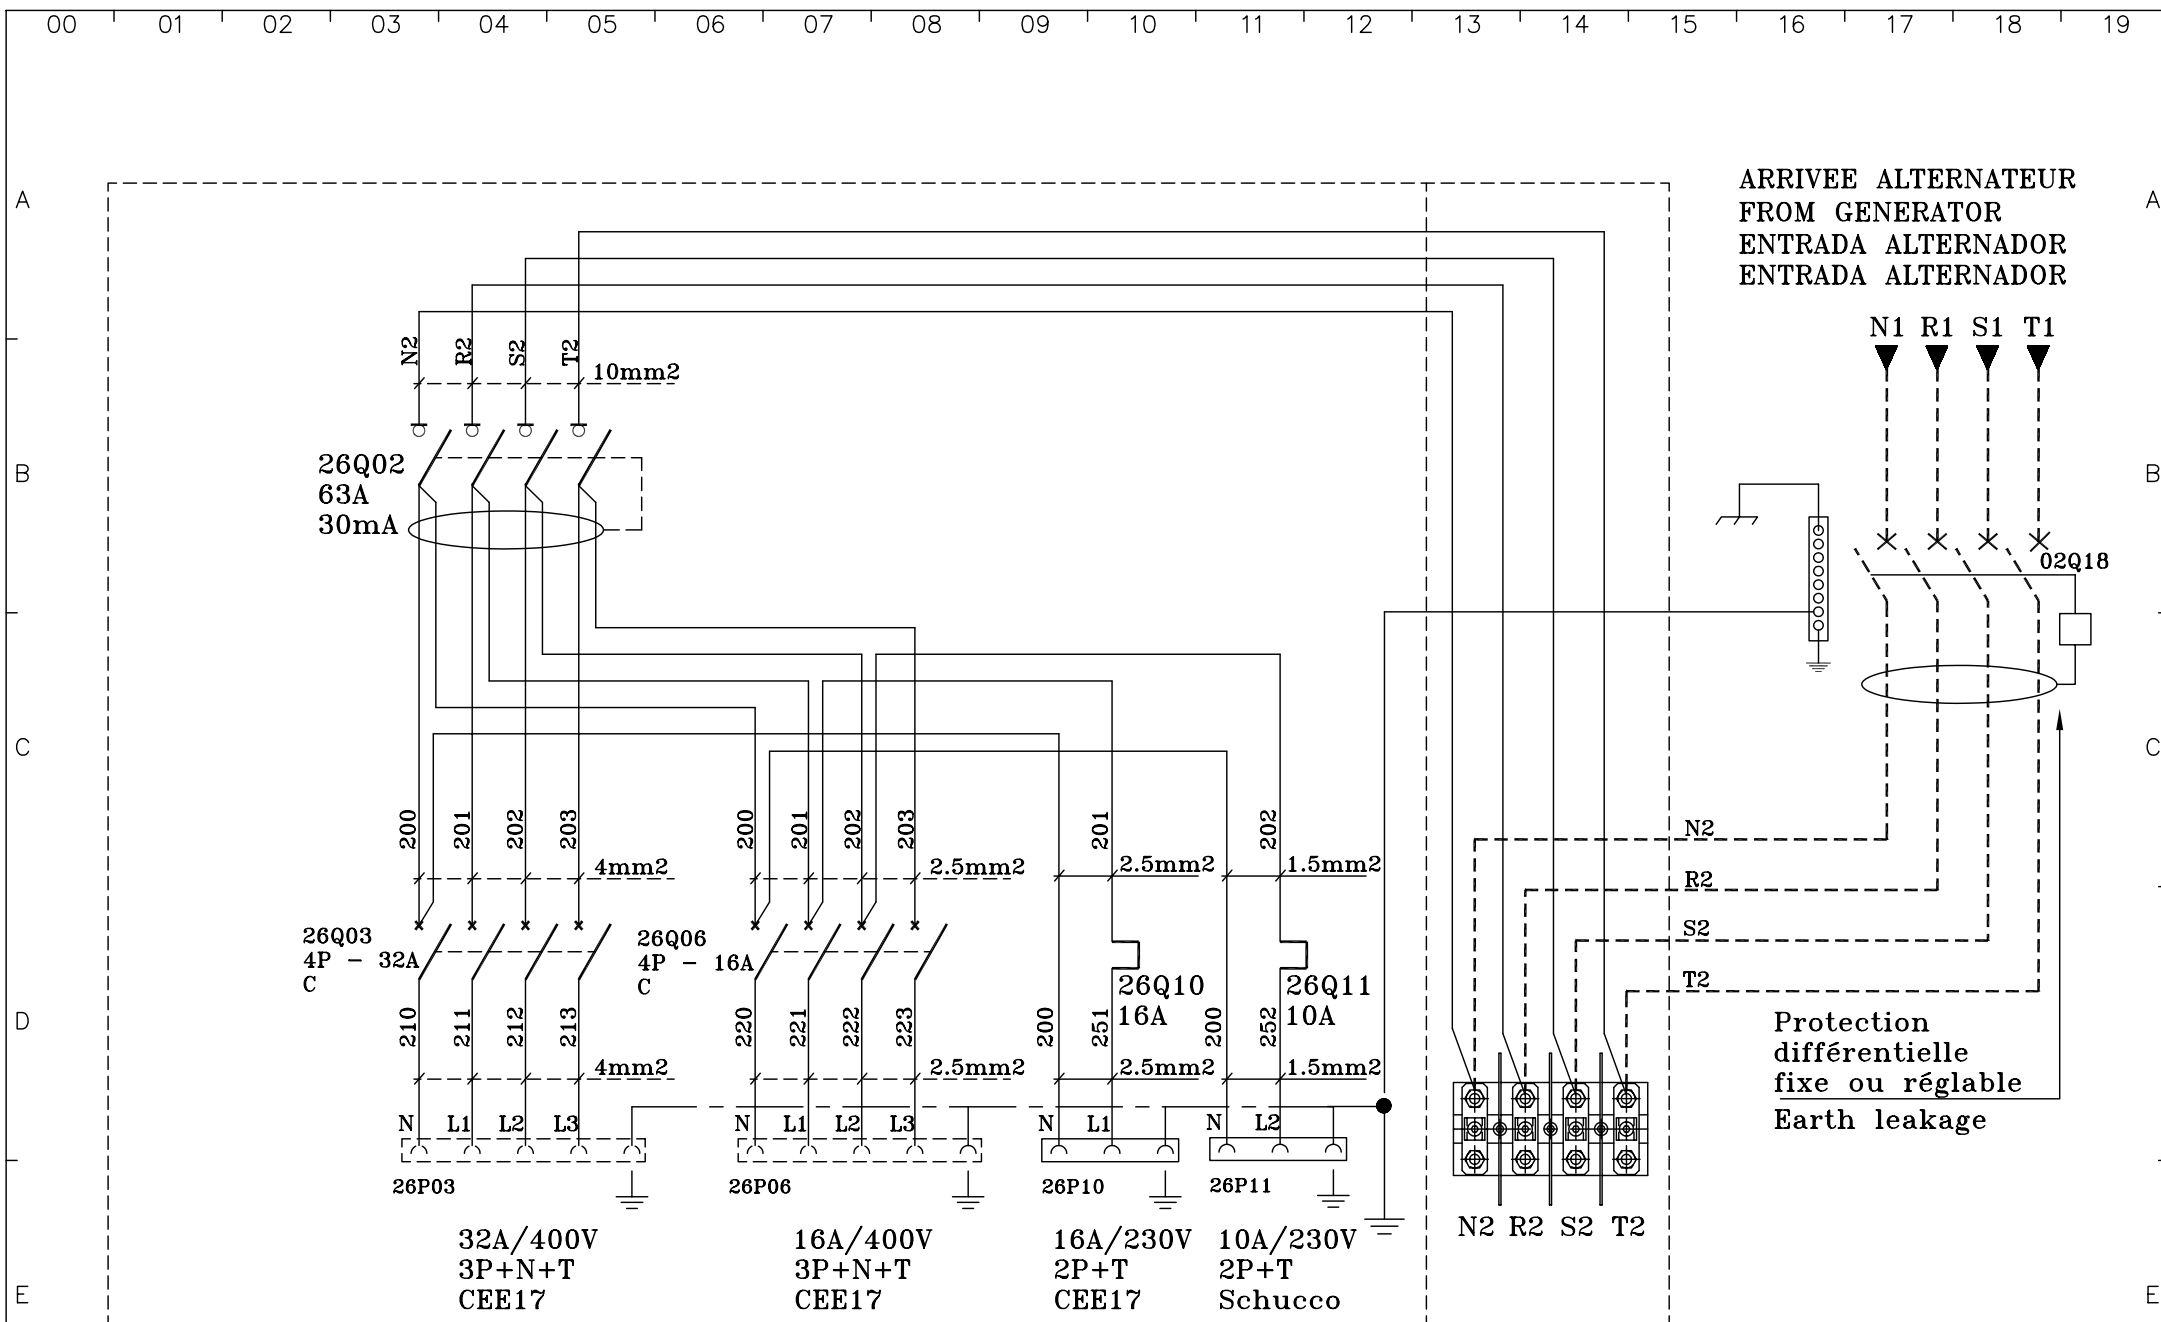 00 01 02 03 04 05 06 07 08 09 10 11 12 13 14 15 16 17 18 19
A A
ARRIVEE ALTERNATEUR
FROM GENERATOR
ENTRADA ALTERNADOR
ENTRADA ALTERNADOR
N1 R1 S1 T1
N2 R2 S2 T2
10mm2
B B
26Q02
63A
30mA
02Q18
C C
200 201 202 203 200 201 202 203 201 202
4mm2 2.5mm2 2.5mm2 1.5mm2
N2
R2
S2
T2
26Q03
4P - 32A
C
26Q06
4P - 16A
C
26Q10
16A
26Q11
10A
D D
210 211 212 213 220 221 222 223 200 251 200 252
4mm2 2.5mm2 2.5mm2 1.5mm2
Protection
différentielle
fixe ou réglable
Earth leakage
N L1 L2 L3 N L1 L2 L3 N L1 N L2
26P03 26P06 26P10 26P11
N2 R2 S2 T2
32A/400V
3P+N+T
CEE17
16A/400V
3P+N+T
CEE17
16A/230V
2P+T
CEE17
10A/230V
2P+T
Schucco
E E